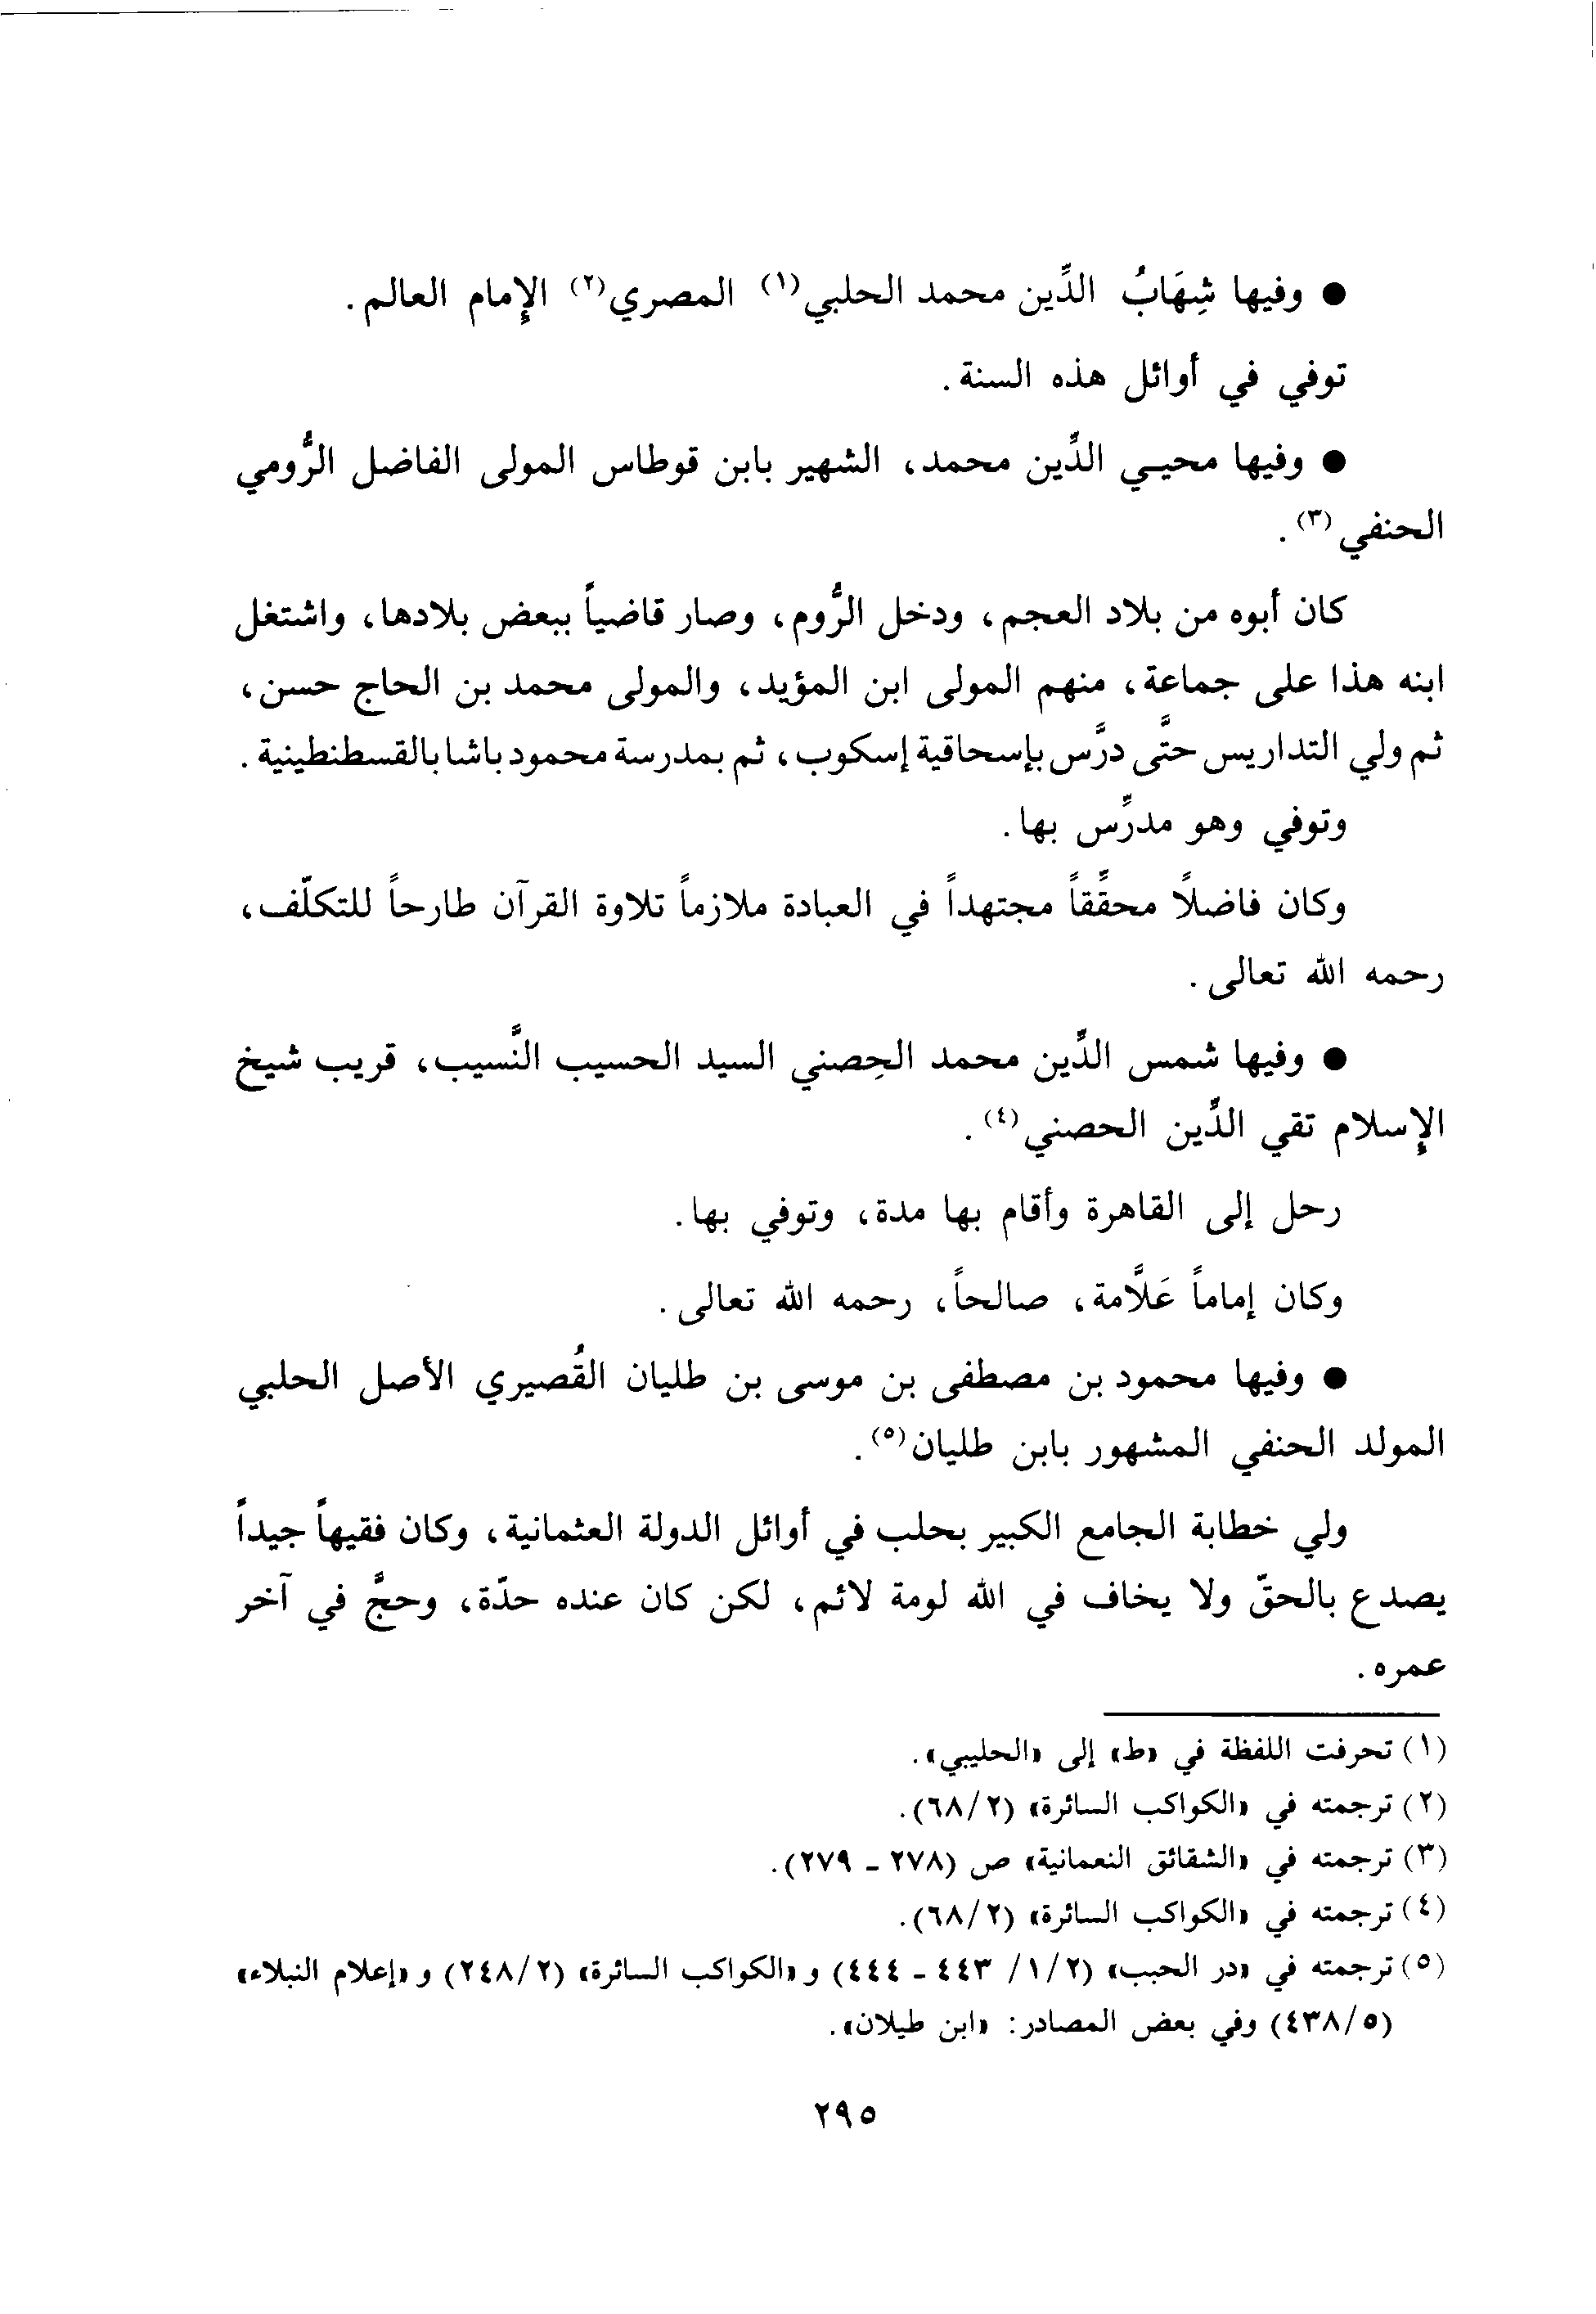 ● وفيها شِهَابُ الدِّين محمد الحلبي(١) المصري(٢) الإمام العالم.
توفي في أوائل هذه السنة.
● وفيها محيـي الدِّين محمد، الشهير بابن قوطاس المولى الفاضل الرُّومي
الحنفي(٣).
كان أبوه من بلاد العجم، ودخل الرُّوم، وصار قاضياً ببعض بلادها، واشتغل
ابنه هذا على جماعة، منهم المولى ابن المؤيد، والمولى محمد بن الحاج حسن،
ثم ولي التداريس حتَّى درَّس بإسحاقية إسكوب، ثم بمدرسة محمود باشا بالقسطنطينية.
وتوفي وهو مدرِّس بها.
وكان فاضلاً محقِّقاً مجتهداً في العبادة ملازماً تلاوة القرآن طارحاً للتكلّف،
رحمه الله تعالى.
● وفيها شمس الدِّين محمد الحِصني السيد الحسيب النَّسيب، قريب شيخ
الإسلام تقي الدِّين الحصني(٤).
رحل إلى القاهرة وأقام بها مدة، وتوفي بها.
وكان إماماً عَلَّامة، صالحاً، رحمه الله تعالى.
● وفيها محمود بن مصطفى بن موسى بن طليان القُصيري الأصل الحلبي
المولد الحنفي المشهور بابن طليان(٥).
ولي خطابة الجامع الكبير بحلب في أوائل الدولة العثمانية، وكان فقيهاً جيداً
يصدع بالحقّ ولا يخاف في الله لومة لائم، لكن كان عنده حدّة، وحجَّ في آخر
عمره.
(١) تحرفت اللفظة في «ط» إلى «الحليبي».
(٢) ترجمته في «الكواكب السائرة» (٦٨/٢).
(٣) ترجمته في «الشقائق النعمانية» ص (٢٧٨ - ٢٧٩).
(٤) ترجمته في «الكواكب السائرة» (٦٨/٢).
(٥) ترجمته في «در الحبب» (٢/١/ ٤٤٣ - ٤٤٤) و «الكواكب السائرة» (٢٤٨/٢) و «إعلام النبلاء»
(٤٣٨/٥) وفي بعض المصادر: «ابن طيلان».
٢٩٥